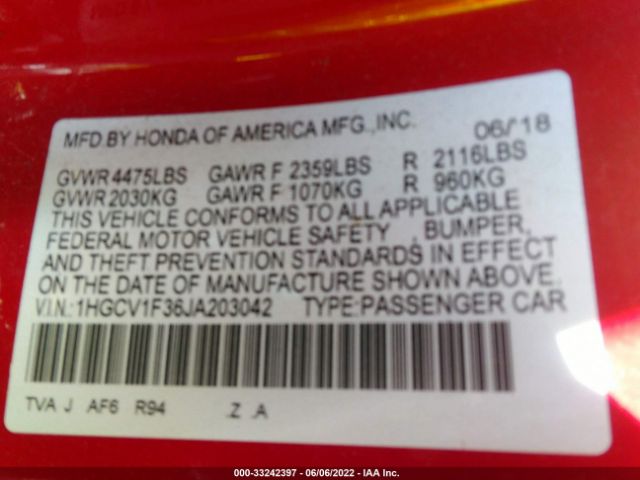 MFD.BY HONDA OF AMERICA MFG.,INC. 06/18
GVWR 4475LBS GAWR F 2359LBS R 2116LBS
GVWR 2030KG GAWR F 1070KG R 960KG
THIS VEHICLE CONFORMS TO ALL APPLICABLE
FEDERAL MOTOR VEHICLE SAFETY , BUMPER,
AND THEFT PREVENTION STANDARDS IN EFFECT
ON THE DATE OF MANUFACTURE SHOWN ABOVE.
V.I.N.:1HGCV1F36JA203042 TYPE:PASSENGER CAR
TVA J AF6 R94 .Z .A
000-33242397 - 06/06/2022 - IAA Inc.